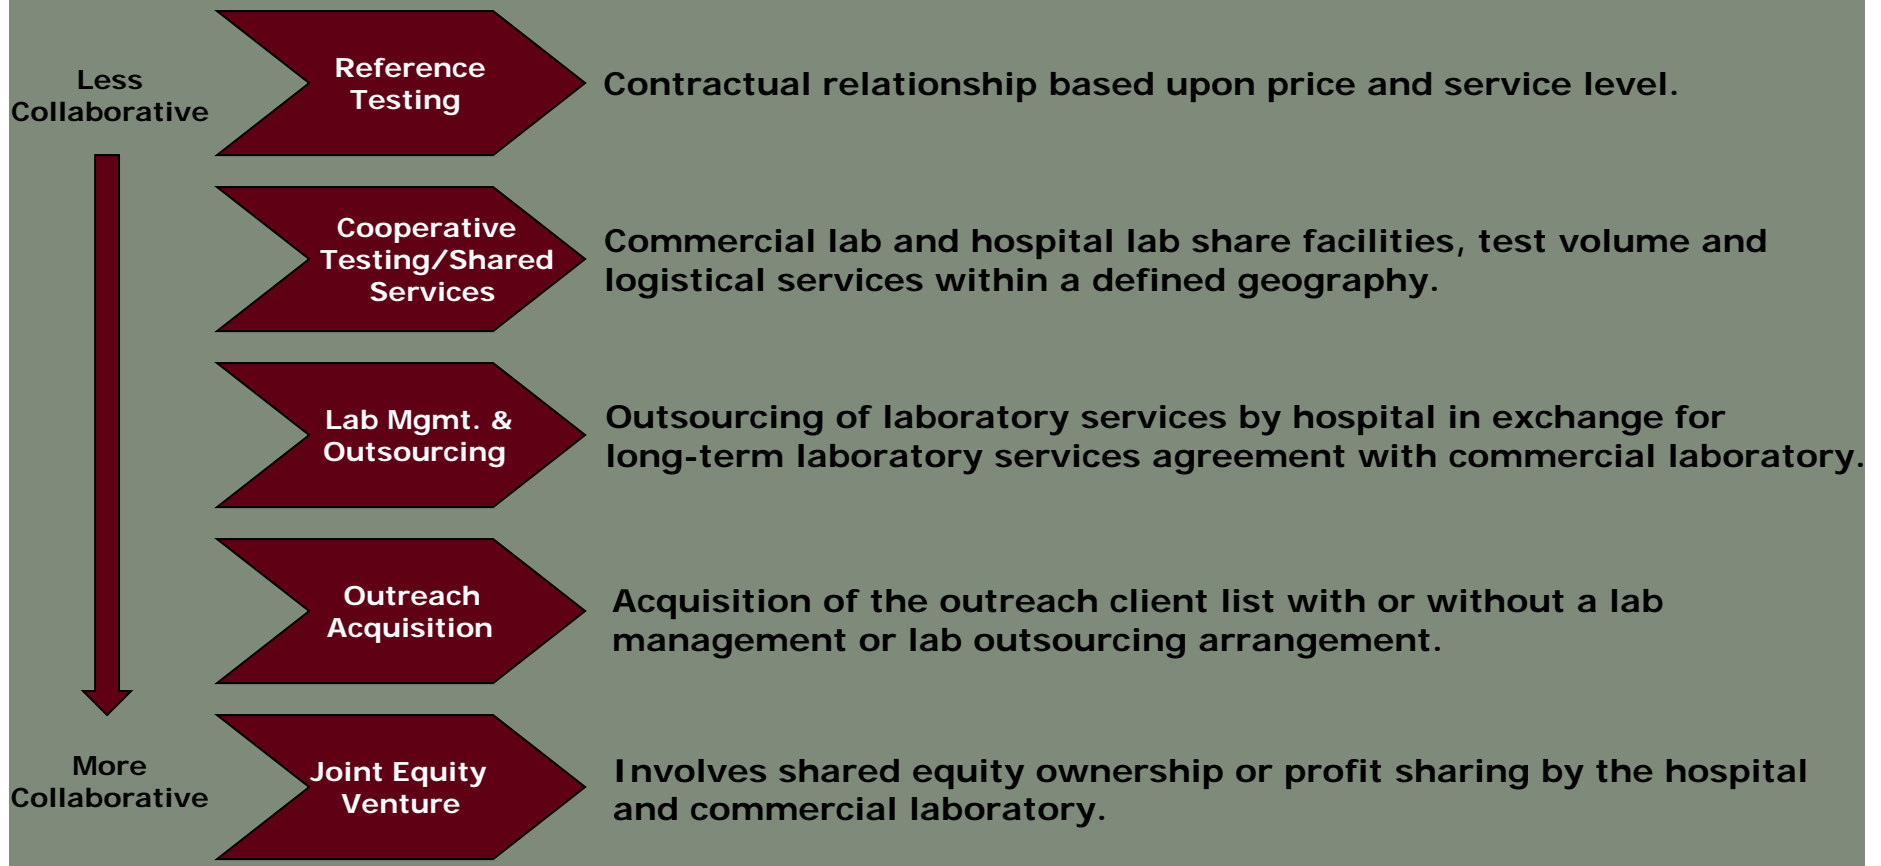 Less
Collaborative
Reference
Testing
Contractual relationship based upon price and service level.
Cooperative
Testing/Shared
Services
Commercial lab and hospital lab share facilities, test volume and
logistical services within a defined geography.
Lab Mgmt. &
Outsourcing
Outsourcing of laboratory services by hospital in exchange for
long-term laboratory services agreement with commercial laboratory.
Outreach
Acquisition
Acquisition of the outreach client list with or without a lab
management or lab outsourcing arrangement.
More
Collaborative
Joint Equity
Venture
Involves shared equity ownership or profit sharing by the hospital
and commercial laboratory.